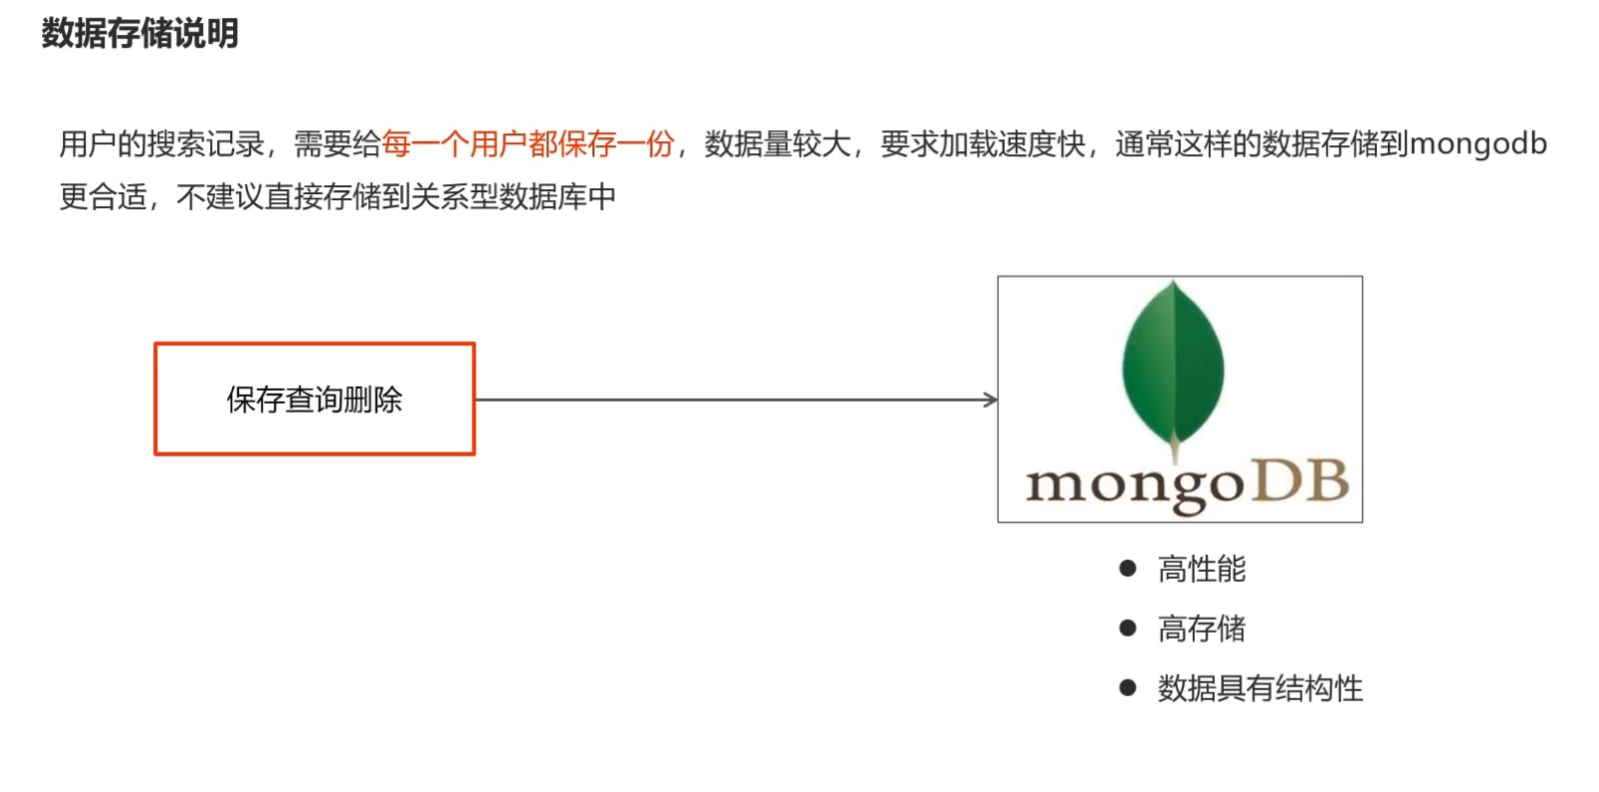 数据存储说明
用户的搜索记录，需要给每一个用户都保存一份，数据量较大，要求加载速度快，通常这样的数据存储到mongodb
更合适，不建议直接存储到关系型数据库中
保存查询删除
mongoDB
● 高性能
● 高存储
● 数据具有结构性